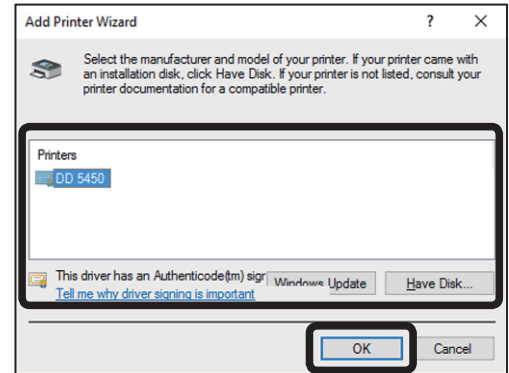 Add Printer Wizard ? ×
Select the manufacturer and model of your printer. If your printer came with
an installation disk, click Have Disk. If your printer is not listed, consult your
printer documentation for a compatible printer.
Printers
DD 5450
This driver has an Authenticode(tm) sigr
Windows Update Have Disk...
Tell me why driver signing is important
OK Cancel